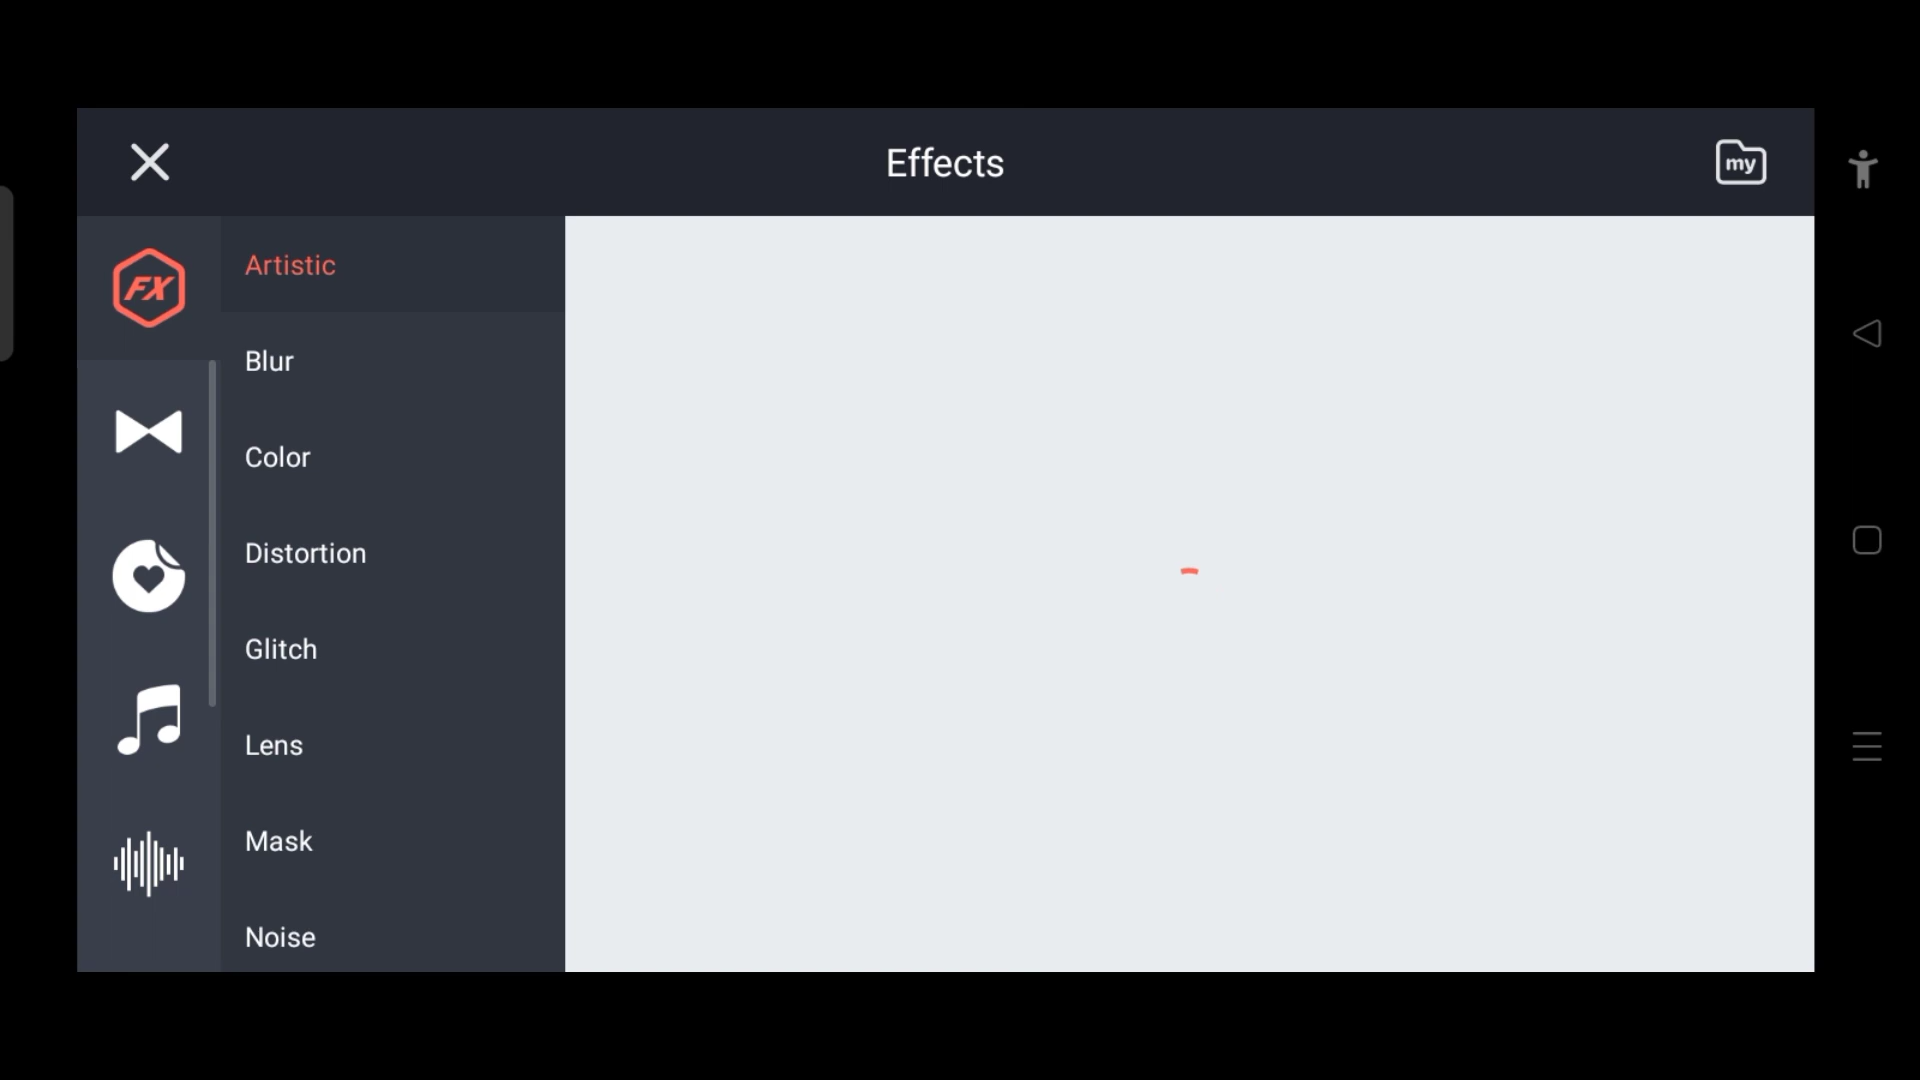 Effects
my
FX
Artistic
Blur
Color
Distortion
Glitch
Lens
Mask
Noise